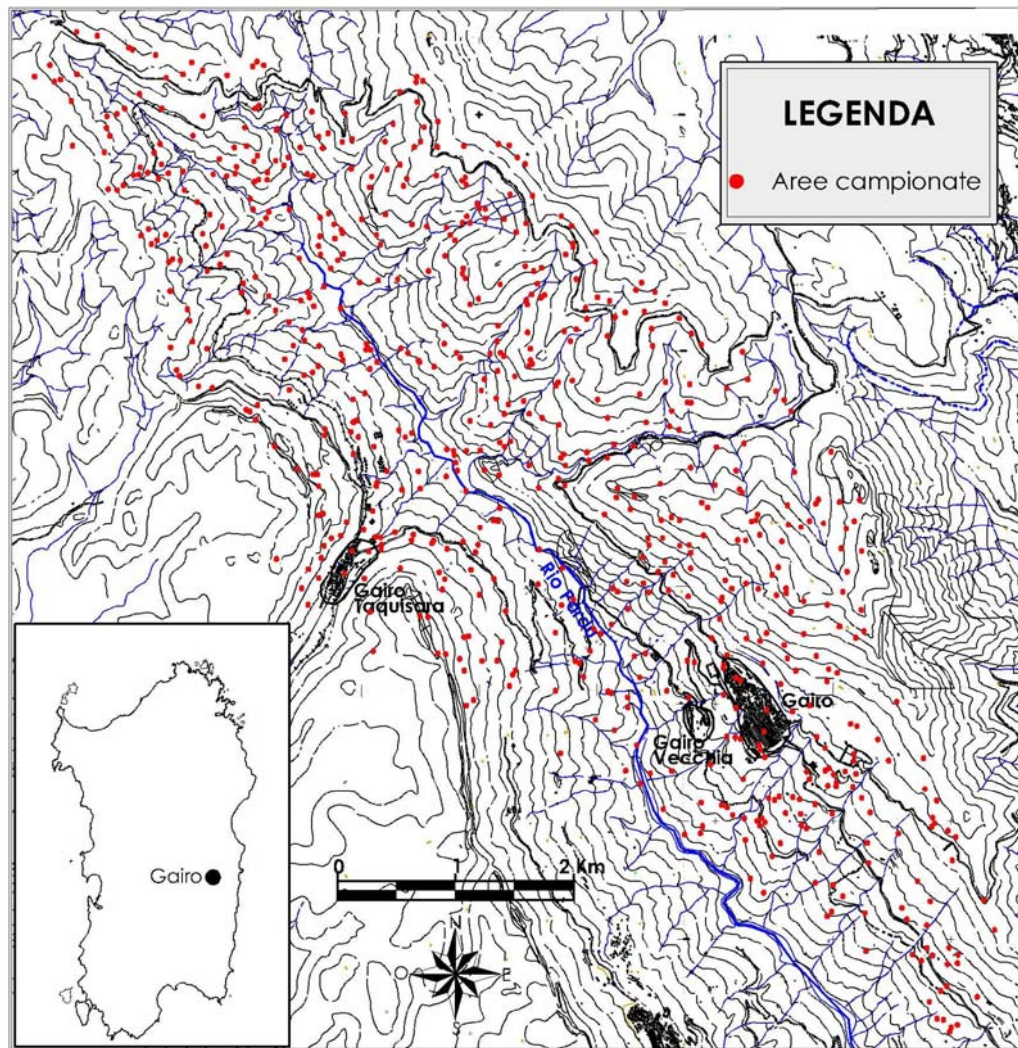 LEGENDA
Aree campionate
Gairo
Taquisara
Rio Pardu
Gairo
Gairo
Vecchia
Gairo
0 1 2 Km
N
O E
S